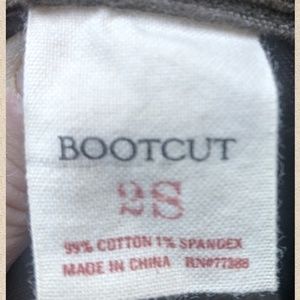 BOOTCUT
2S
99% COTTON 1% SPANDEX
MADE IN CHINA RN#77388